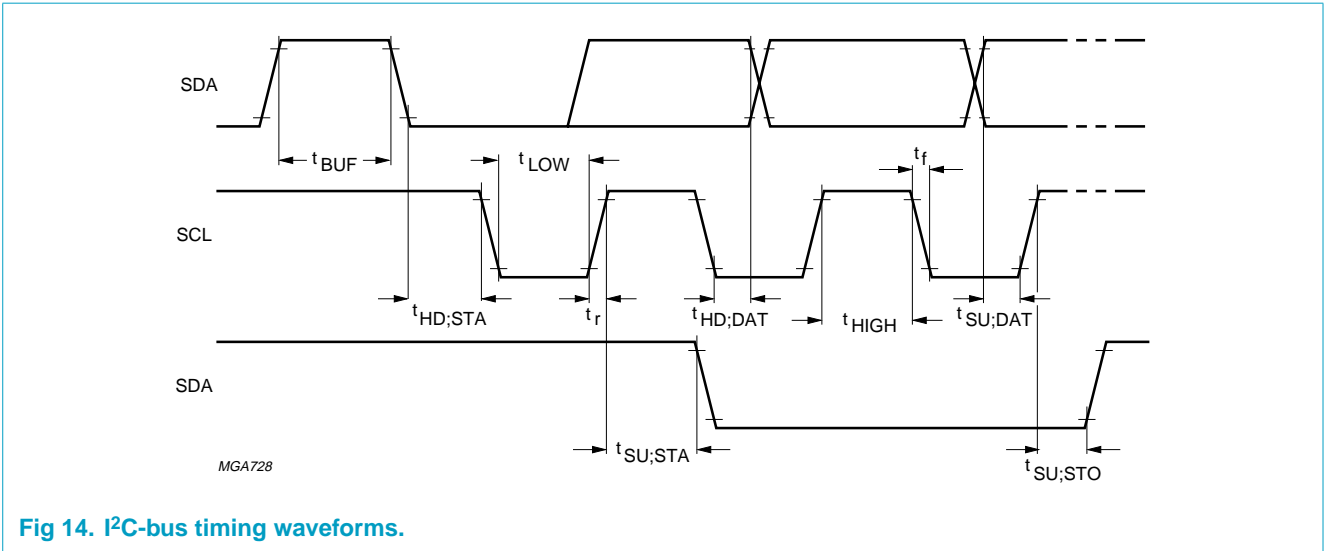 SDA
t BUF
t LOW
t f
SCL
t HD;STA
t r
t HD;DAT
t HIGH
t SU;DAT
SDA
t SU;STA
t SU;STO
MGA728
Fig 14. I²C-bus timing waveforms.